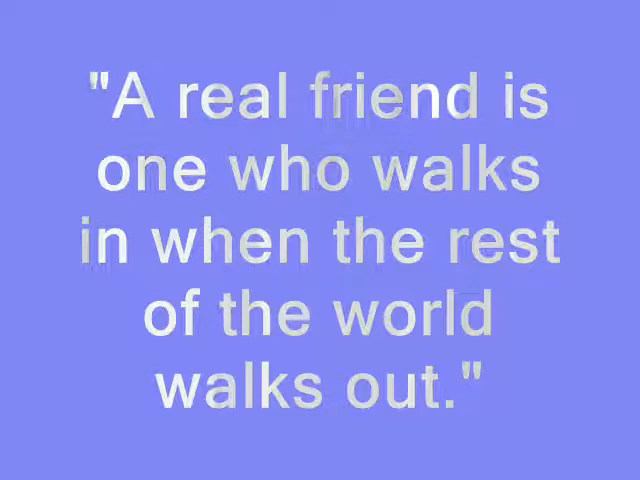 "A real friend is
one who walks
in when the rest
of the world
walks out."